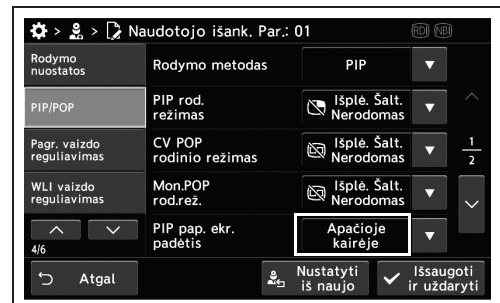 > > Naudotojo išank. Par.: 01 RDI NBI
Rodymo
nuostatos
Rodymo metodas PIP
PIP/POP
PIP rod.
režimas
Išplė. Šalt.
Nerodomas
Pagr. vaizdo
reguliavimas
CV POP
rodinio režimas
Išplė. Šalt.
Nerodomas
1
2
WLI vaizdo
reguliavimas
Mon.POP
rod.rež.
Išplė. Šalt.
Nerodomas
4/6
PIP pap. ekr.
padėtis
Apačioje
kairėje
Atgal
Nustatyti
iš naujo
Išsaugoti
ir uždaryti